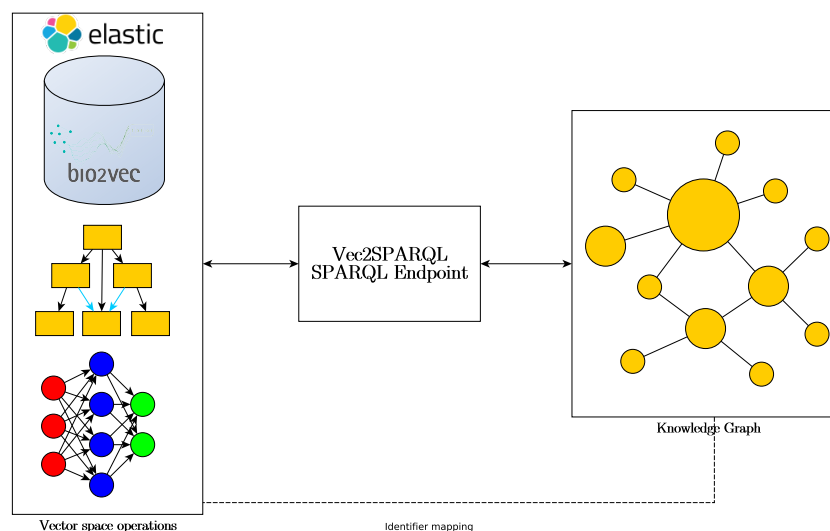 elastic
bio2vec
Vec2SPARQL
SPARQL Endpoint
Knowledge Graph
Vector space operations
Identifier mapping